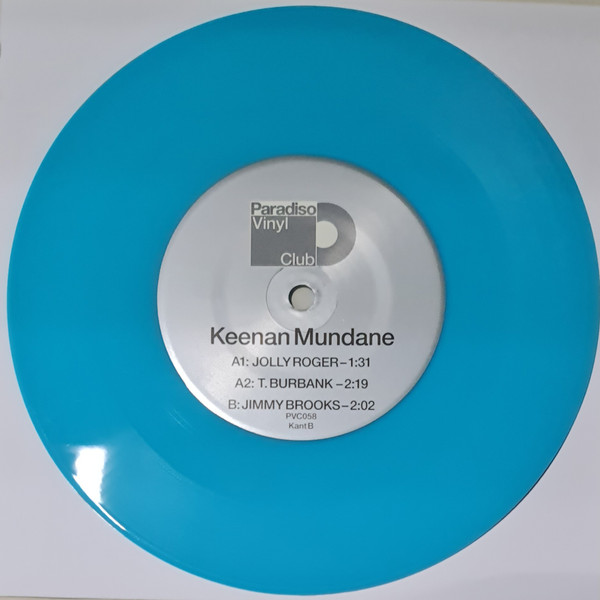 Paradiso
Vinyl
Club
Keenan Mundane
A1: JOLLY ROGER – 1:31
A2: T. BURBANK – 2:19
B: JIMMY BROOKS – 2:02
PVC058
Kant B